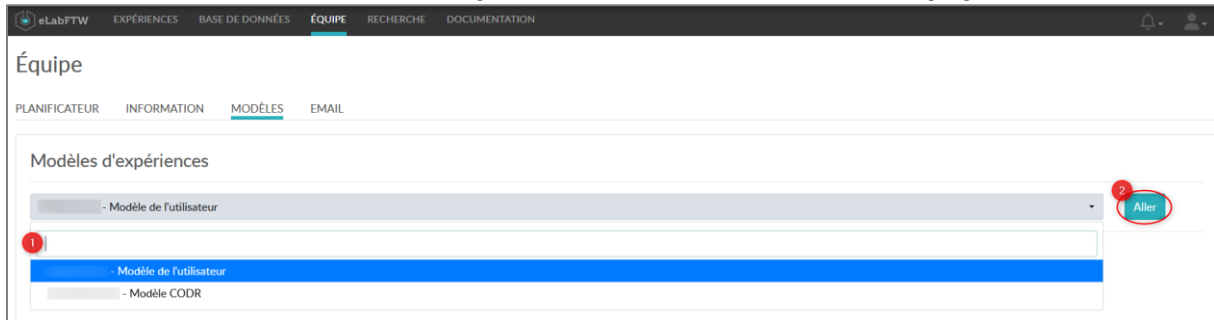 eLabFTW EXPÉRIENCES BASE DE DONNÉES ÉQUIPE RECHERCHE DOCUMENTATION
Équipe
PLANIFICATEUR INFORMATION MODÈLES EMAIL
Modèles d'expériences
- Modèle de l'utilisateur
2
Aller
1
- Modèle de l'utilisateur
- Modèle CODR